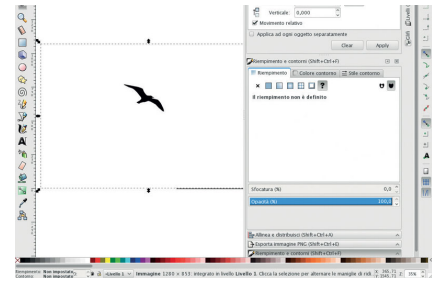 Verticale: 0,000
Movimento relativo
Applica ad ogni oggetto separatamente
Clear Apply
Riempimento e contorni (Shift+Ctrl+F)
Riempimento Colore contorno Stile contorno
Il riempimento non è definito
Sfocatura (%) 0,0
Opacità (%) 100,0
Allinea e distribuisci (Shift+Ctrl+A)
Esporta immagine PNG (Shift+Ctrl+E)
Riempimento e contorni (Shift+Ctrl+F)
Riempimento: Non impostato
Contorno: Non impostato
Livello 1 Immagine 1280 × 853: integrato in livello Livello 1. Clicca la selezione per alternare le maniglie di rid
35%